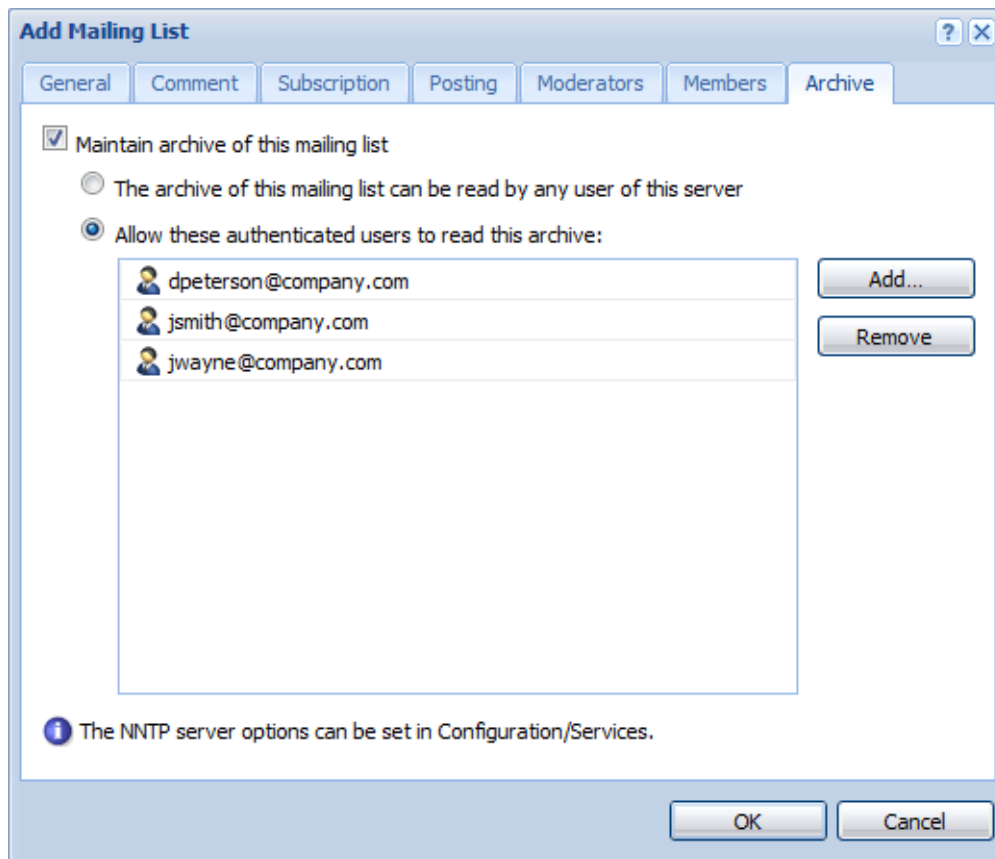 Add Mailing List
?
General Comment Subscription Posting Moderators Members Archive
Maintain archive of this mailing list
The archive of this mailing list can be read by any user of this server
Allow these authenticated users to read this archive:
dpeterson@company.com
Add...
jsmith@company.com
Remove
jwayne@company.com
The NNTP server options can be set in Configuration/Services.
OK Cancel